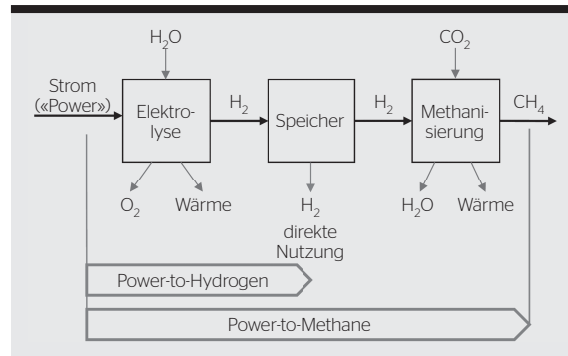 H₂O
CO₂
Strom
(«Power»)
Elektro-
lyse
H₂
Speicher
H₂
Methani-
sierung
CH₄
O₂
Wärme
H₂
direkte
Nutzung
H₂O
Wärme
Power-to-Hydrogen
Power-to-Methane